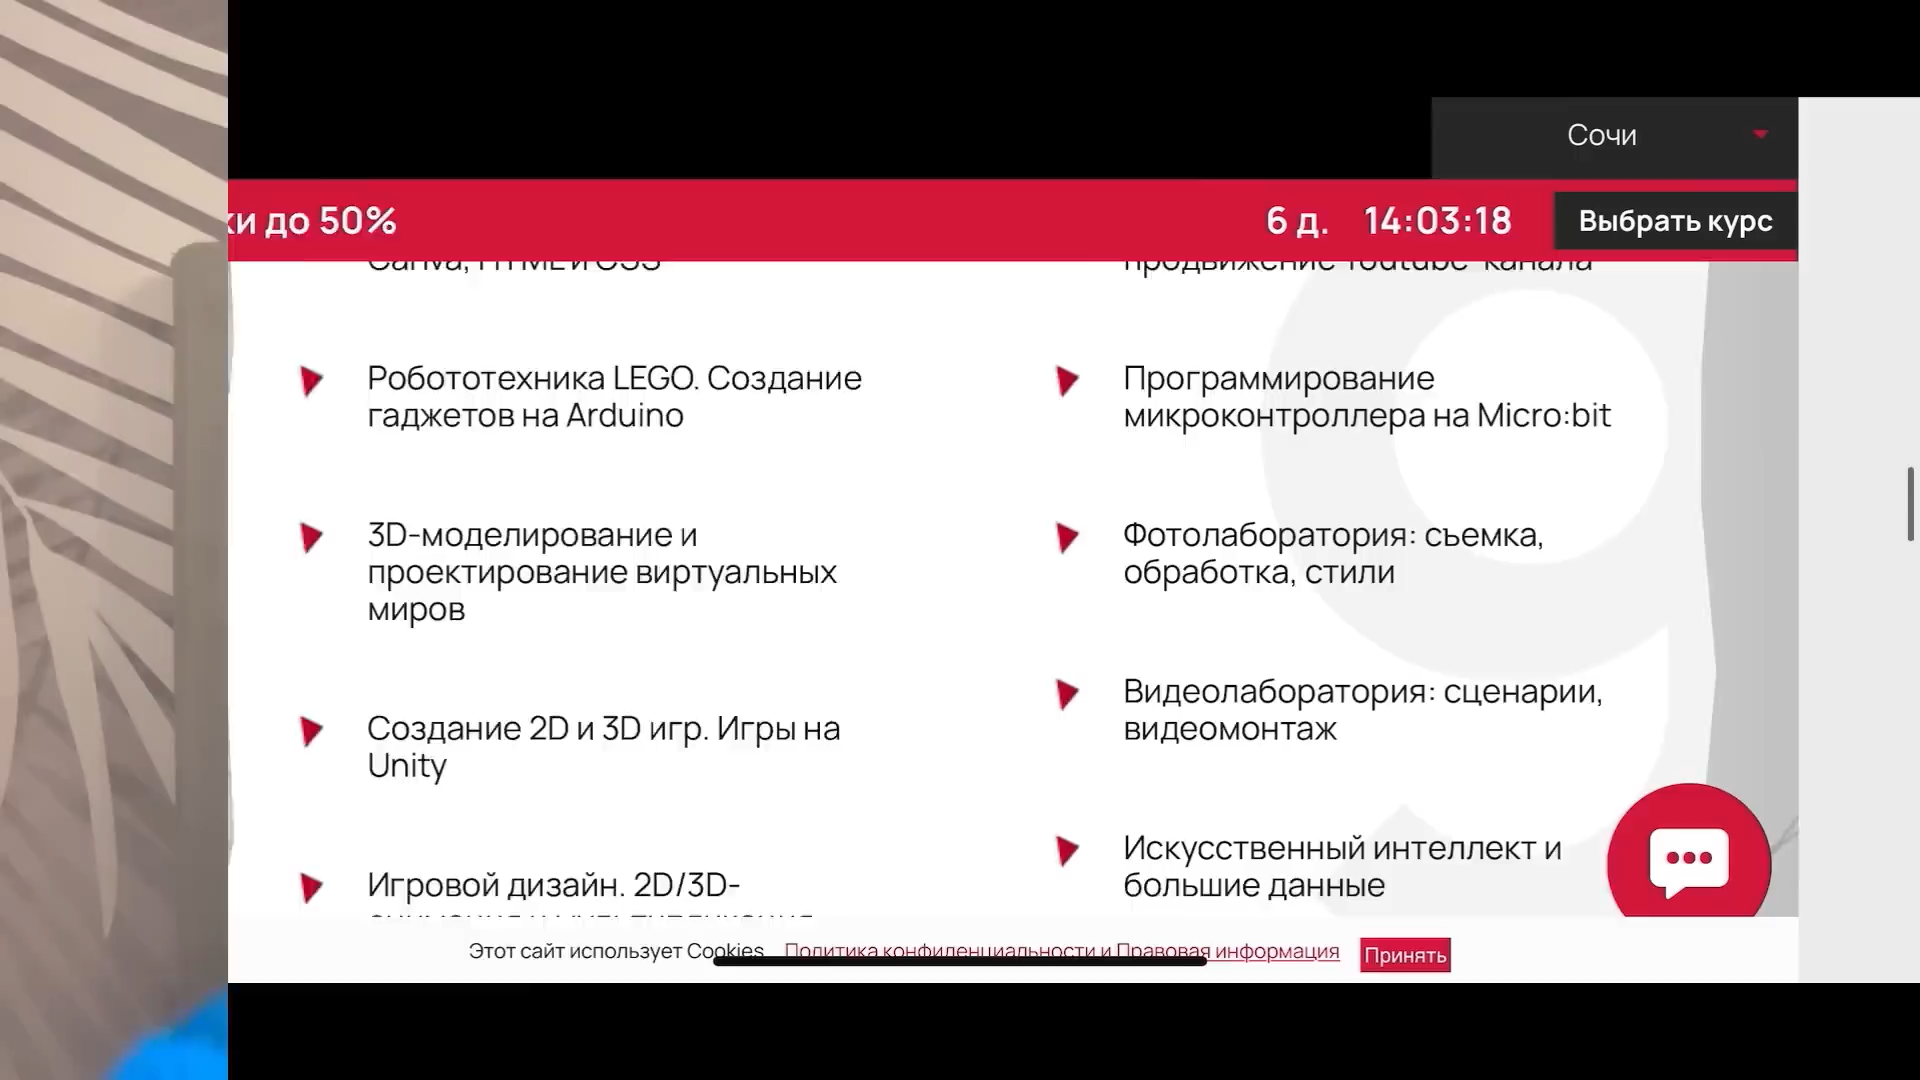 Сочи
до 50%
6 д. 14:03:18
Выбрать курс
Робототехника LEGO. Создание
гаджетов на Arduino
3D-моделирование и
проектирование виртуальных
миров
Создание 2D и 3D игр. Игры на
Unity
Игровой дизайн. 2D/3D-
Программирование
микроконтроллера на Micro:bit
Фотолаборатория: съемка,
обработка, стили
Видеолаборатория: сценарии,
видеомонтаж
Искусственный интеллект и
большие данные
Этот сайт использует Cookies Политика конфиденциальности и Правовая информация Принять